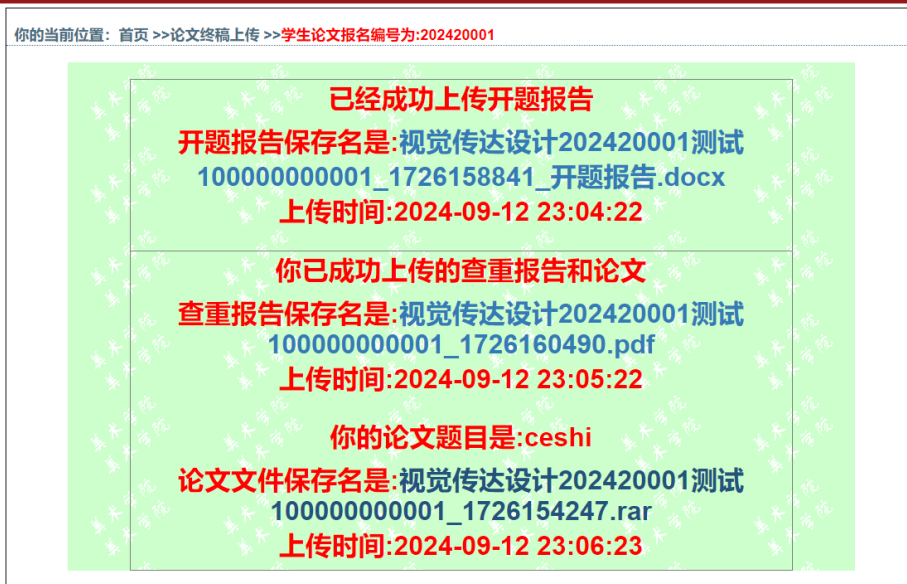 你的当前位置：首页 >>论文终稿上传 >>学生论文报名编号为:202420001
已经成功上传开题报告
开题报告保存名是:视觉传达设计202420001测试
100000000001_1726158841_开题报告.docx
上传时间:2024-09-12 23:04:22
你已成功上传的查重报告和论文
查重报告保存名是:视觉传达设计202420001测试
100000000001_1726160490.pdf
上传时间:2024-09-12 23:05:22
你的论文题目是:ceshi
论文文件保存名是:视觉传达设计202420001测试
100000000001_1726154247.rar
上传时间:2024-09-12 23:06:23
美术学院